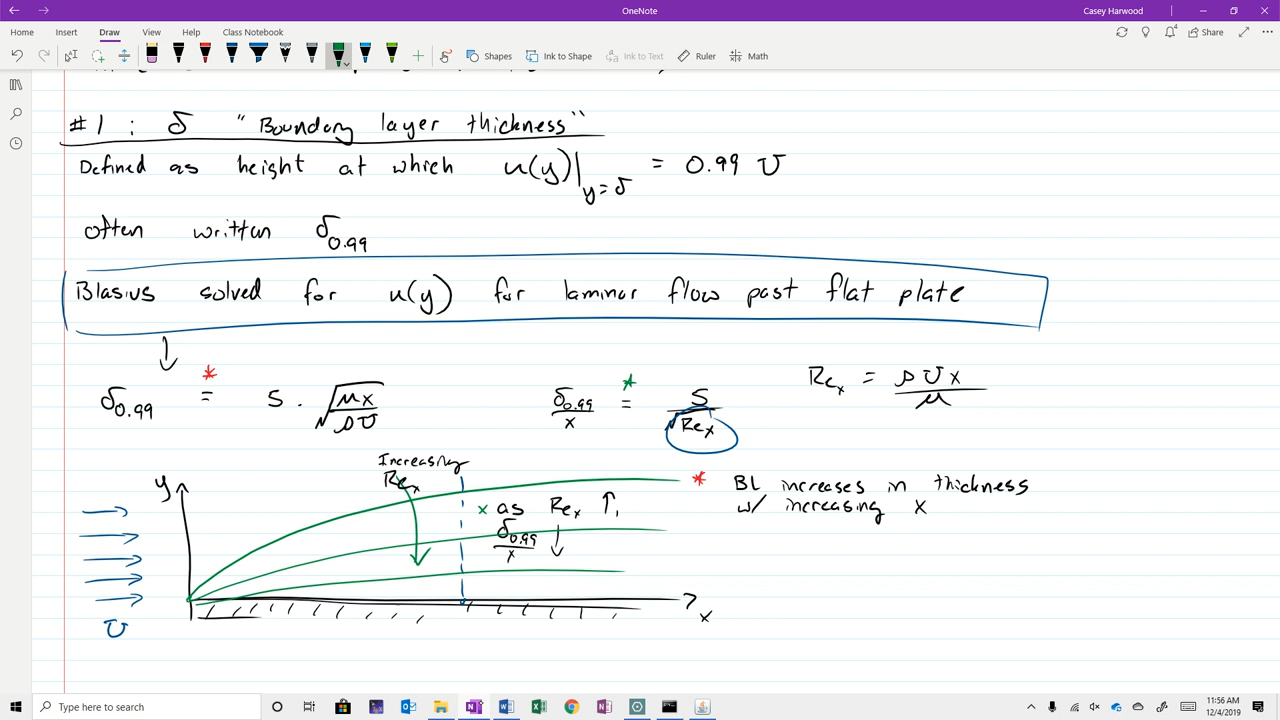 OneNote
Casey Harwood
Home Insert Draw View Help Class Notebook
Share
Shapes Ink to Shape Ink to Text Ruler Math
#1 : δ "Boundary layer thickness"
Defined as height at which u(y)|y=δ = 0.99 U
often written δ0.99
Blasius solved for u(y) for laminar flow past flat plate
*
δ0.99 = 5 · √(μx/ρU)
*
δ0.99/x = 5/√Rex
Rex = ρUx/μ
Increasing
Rex
y
* BL increases in thickness
w/ increasing x
x as Rex ↑,
δ0.99/x ↓
x
U
Type here to search
11:56 AM
12/4/2019